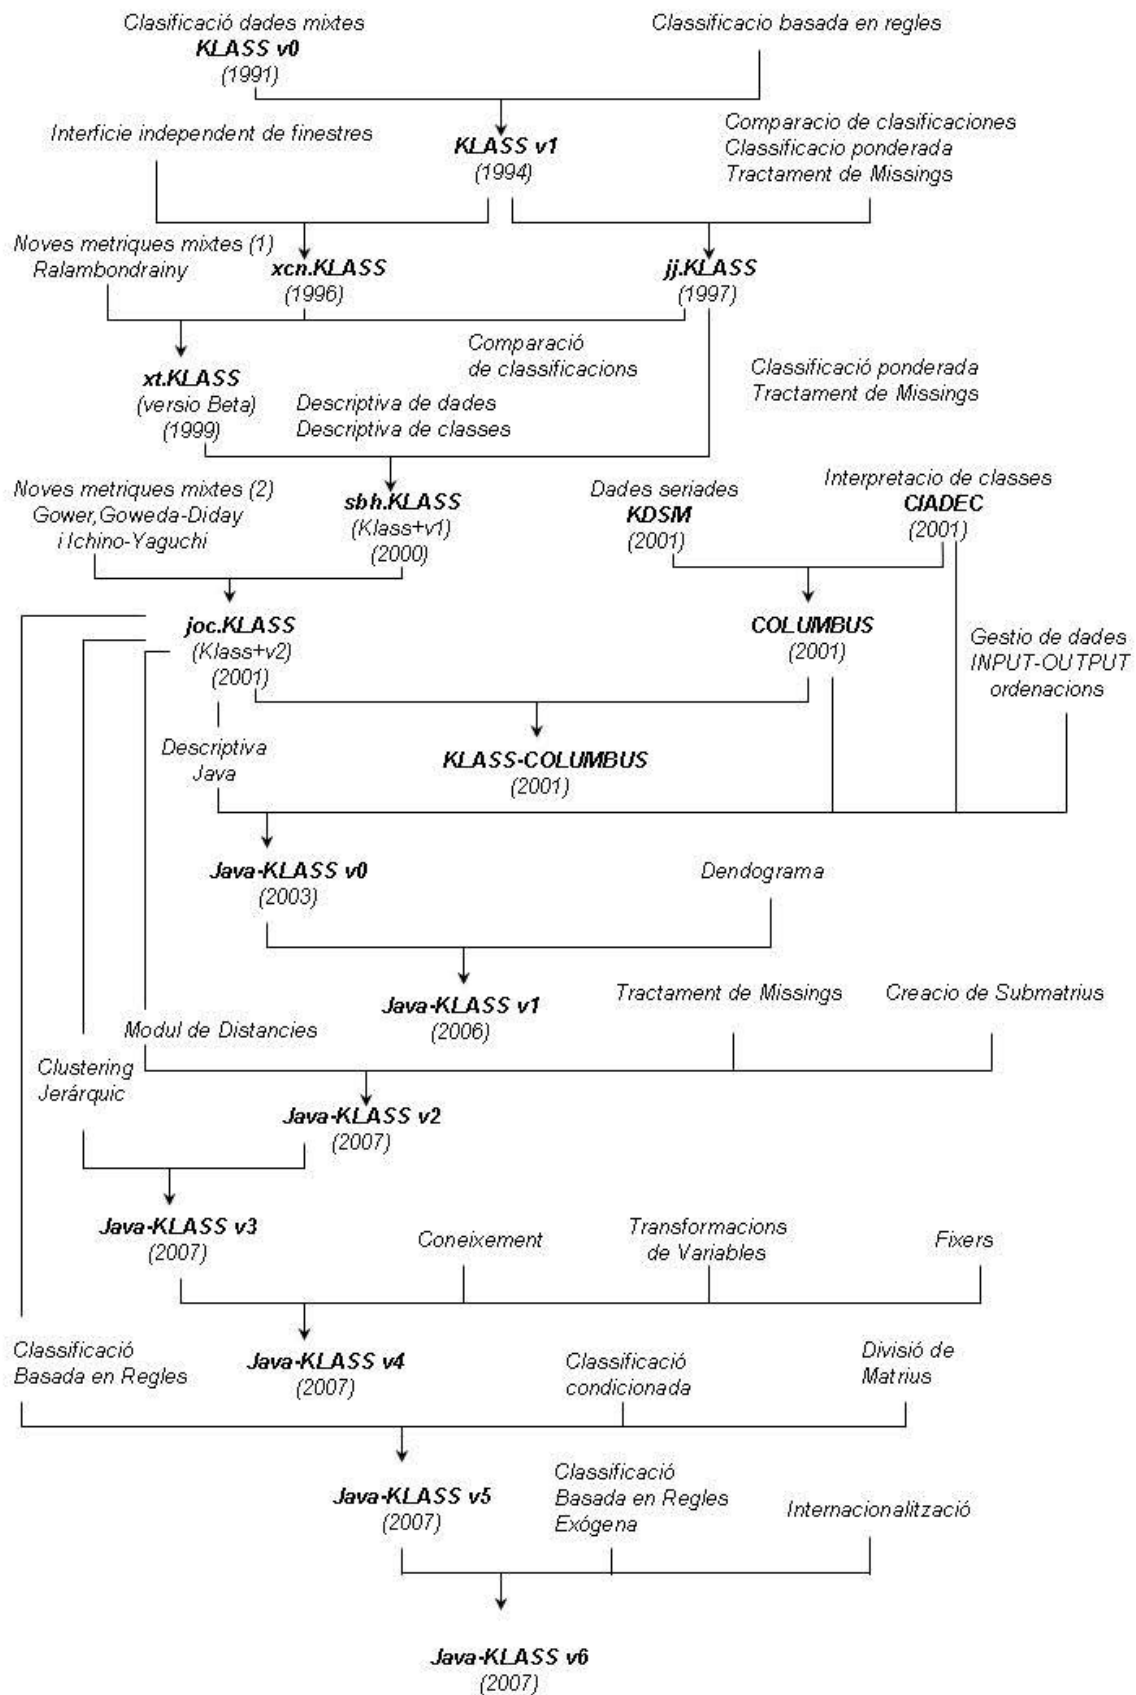 Clasificació dades mixtes
KLASS v0
(1991)
Classificacio basada en regles
Interficie independent de finestres
KLASS v1
(1994)
Comparacio de clasificaciones
Classificacio ponderada
Tractament de Missings
Noves metriques mixtes (1)
Ralambondrainy
xcn.KLASS
(1996)
jj.KLASS
(1997)
xt.KLASS
(versio Beta)
(1999)
Comparació
de classificacions
Classificació ponderada
Tractament de Missings
Descriptiva de dades
Descriptiva de classes
Noves metriques mixtes (2)
Gower,Goweda-Diday
i Ichino-Yaguchi
sbh.KLASS
(Klass+v1)
(2000)
Dades seriades
KDSM
(2001)
Interpretacio de classes
CIADEC
(2001)
joc.KLASS
(Klass+v2)
(2001)
COLUMBUS
(2001)
Gestio de dades
INPUT-OUTPUT
ordenacions
Descriptiva
Java
KLASS-COLUMBUS
(2001)
Java-KLASS v0
(2003)
Dendograma
Java-KLASS v1
(2006)
Tractament de Missings
Creacio de Submatrius
Modul de Distancies
Clustering
Jerárquic
Java-KLASS v2
(2007)
Java-KLASS v3
(2007)
Coneixement
Transformacions
de Variables
Fixers
Classificació
Basada en Regles
Java-KLASS v4
(2007)
Classificació
condicionada
Divisió de
Matrius
Java-KLASS v5
(2007)
Classificació
Basada en Regles
Exógena
Internacionalització
Java-KLASS v6
(2007)